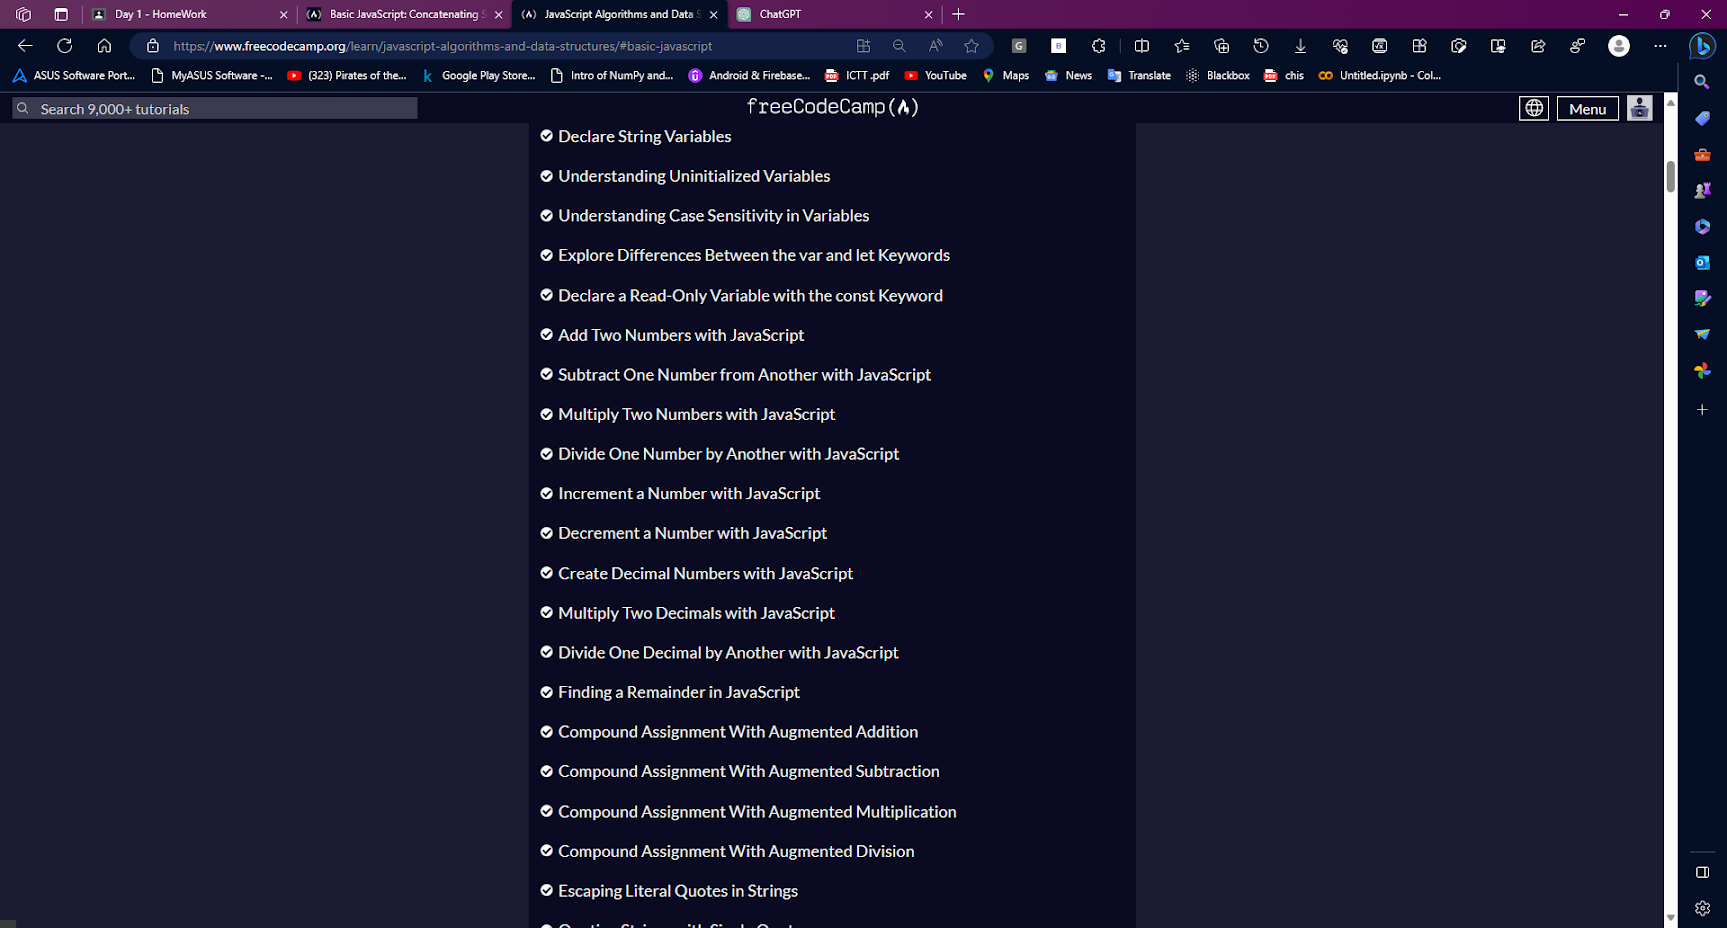 Day 1 - HomeWork
Basic JavaScript: Concatenating S
JavaScript Algorithms and Data S
ChatGPT
https://www.freecodecamp.org/learn/javascript-algorithms-and-data-structures/#basic-javascript
ASUS Software Port...
MyASUS Software -...
(323) Pirates of the...
Google Play Store...
Intro of NumPy and...
Android & Firebase...
ICTT .pdf
YouTube
Maps
News
Translate
Blackbox
chis
Untitled.ipynb - Col...
Search 9,000+ tutorials
freeCodeCamp
Menu
Declare String Variables
Understanding Uninitialized Variables
Understanding Case Sensitivity in Variables
Explore Differences Between the var and let Keywords
Declare a Read-Only Variable with the const Keyword
Add Two Numbers with JavaScript
Subtract One Number from Another with JavaScript
Multiply Two Numbers with JavaScript
Divide One Number by Another with JavaScript
Increment a Number with JavaScript
Decrement a Number with JavaScript
Create Decimal Numbers with JavaScript
Multiply Two Decimals with JavaScript
Divide One Decimal by Another with JavaScript
Finding a Remainder in JavaScript
Compound Assignment With Augmented Addition
Compound Assignment With Augmented Subtraction
Compound Assignment With Augmented Multiplication
Compound Assignment With Augmented Division
Escaping Literal Quotes in Strings